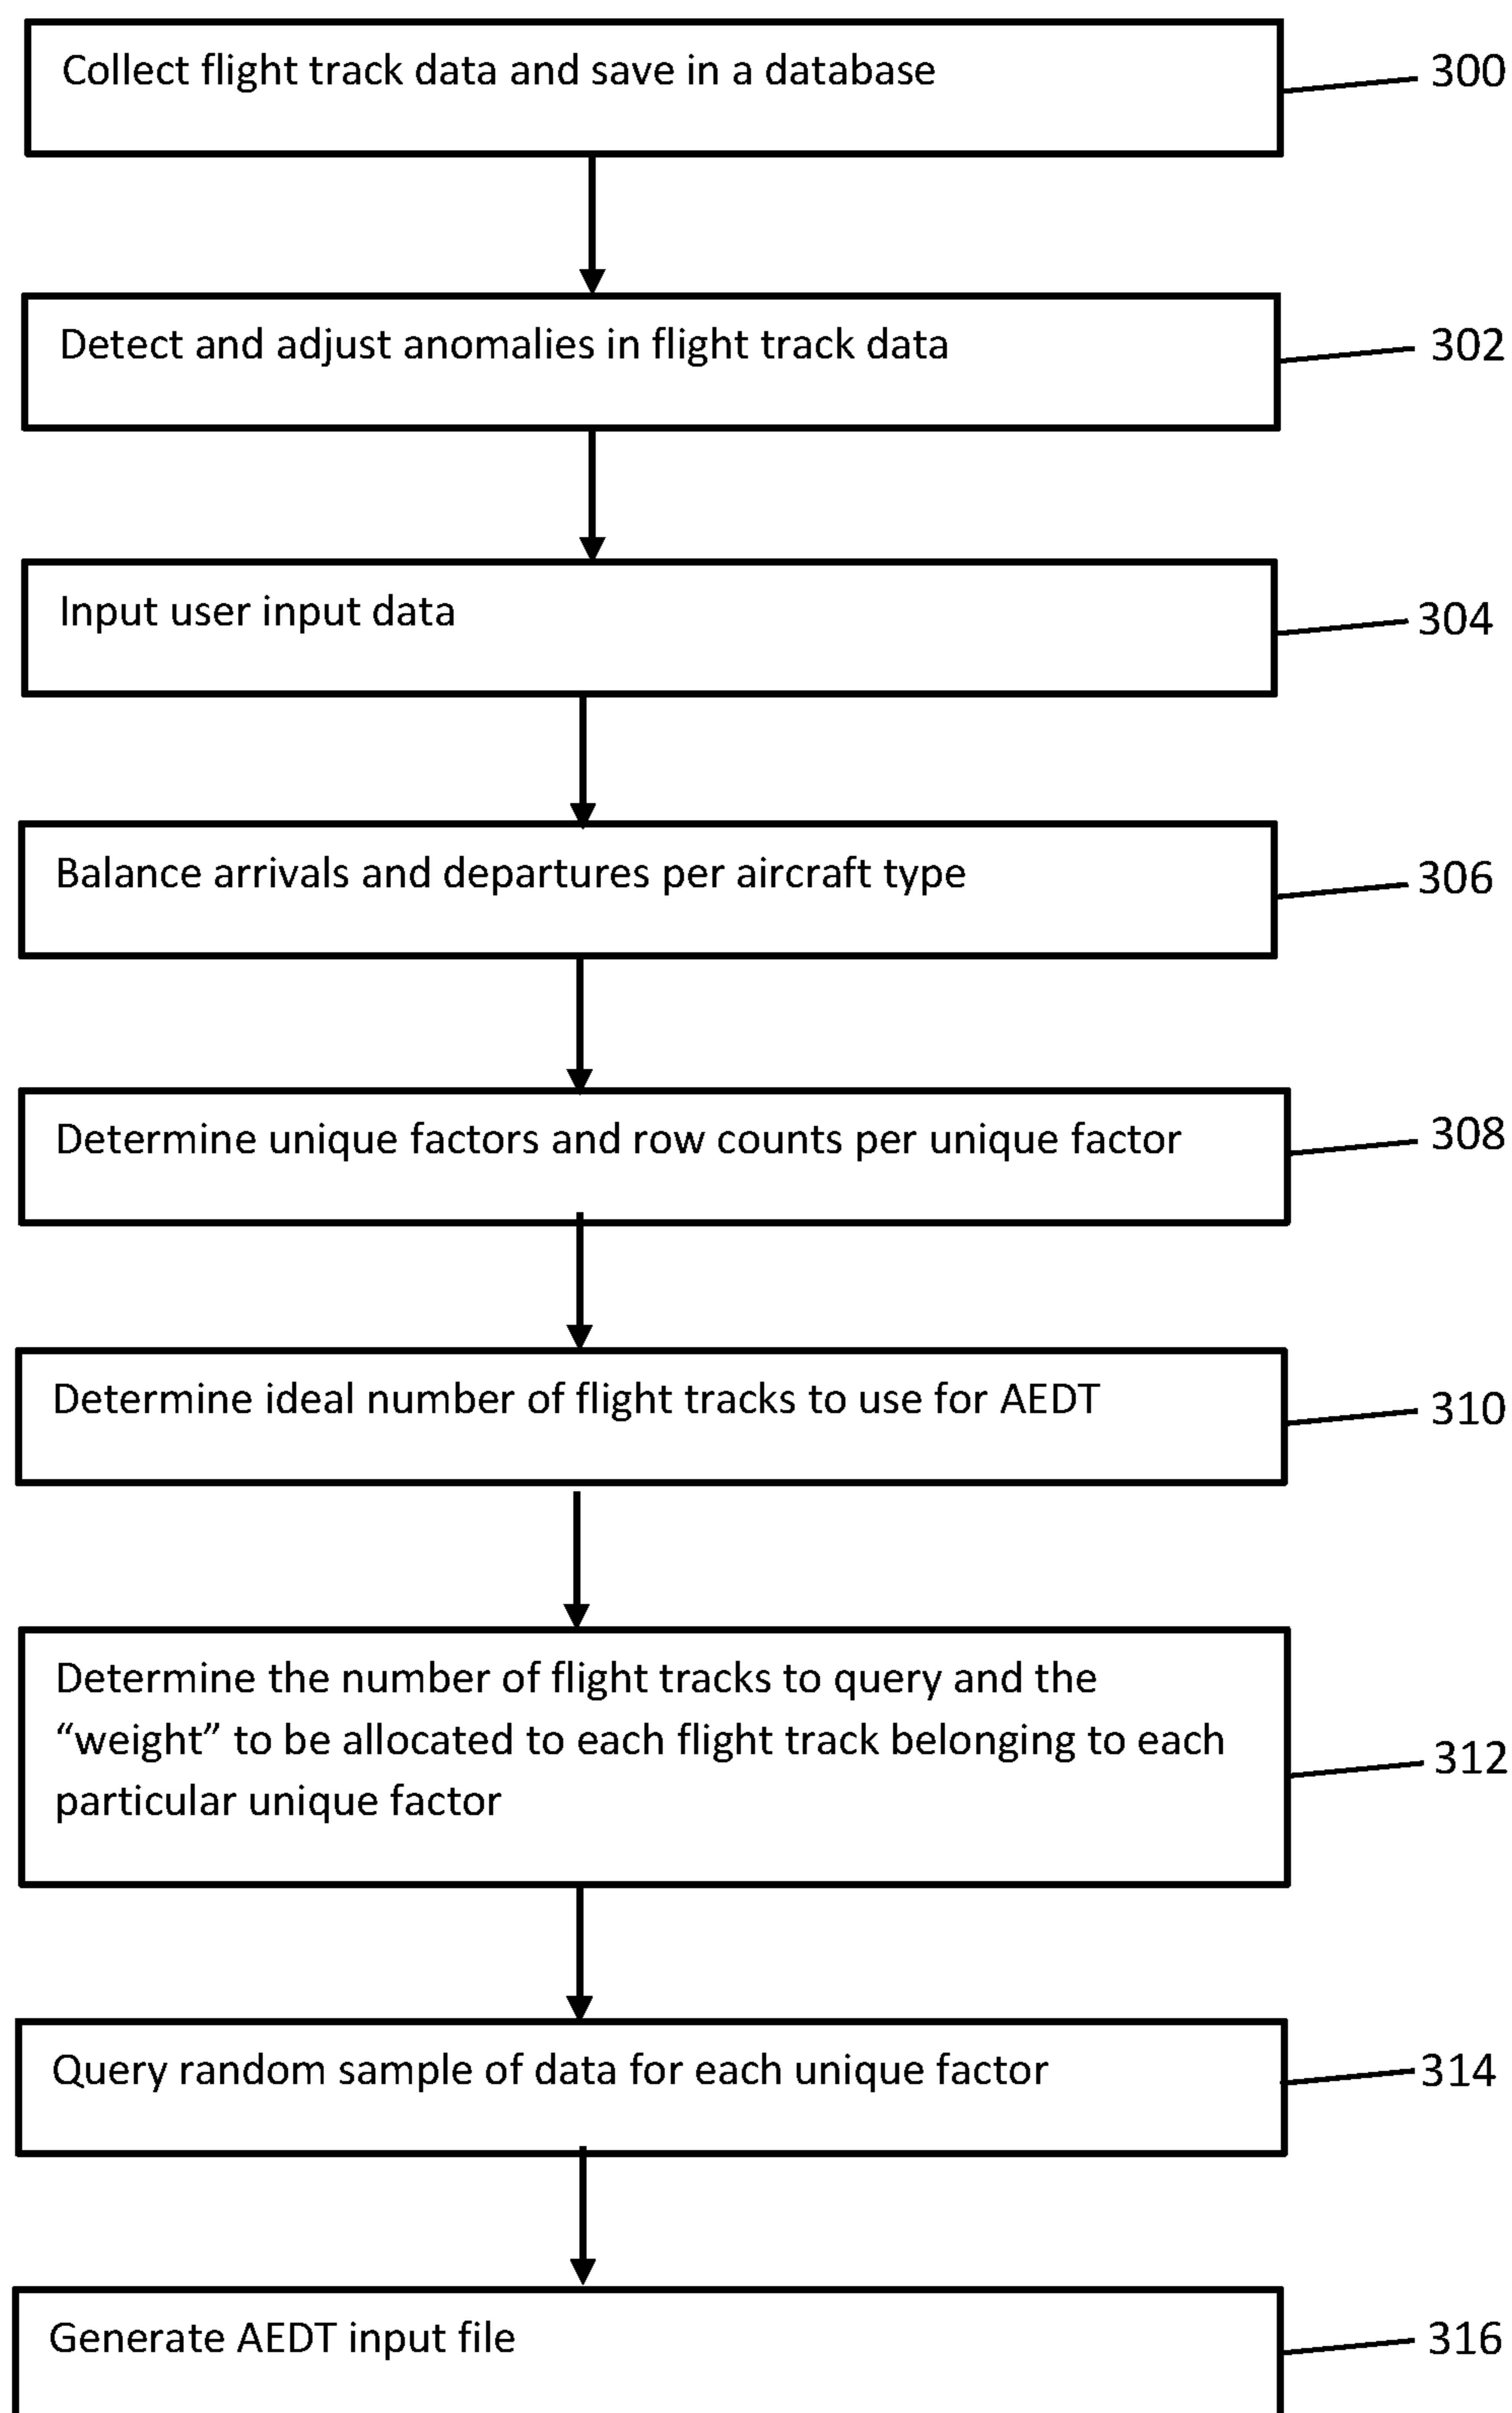 Collect flight track data and save in a database
300
Detect and adjust anomalies in flight track data
302
Input user input data
304
Balance arrivals and departures per aircraft type
306
Determine unique factors and row counts per unique factor
308
Determine ideal number of flight tracks to use for AEDT
310
Determine the number of flight tracks to query and the
“weight” to be allocated to each flight track belonging to each
particular unique factor
312
Query random sample of data for each unique factor
314
Generate AEDT input file
316